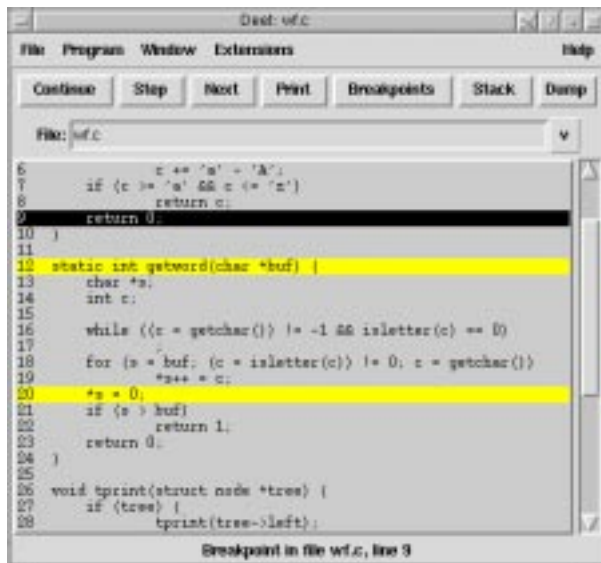 Deet: wf.c
File Program Window Extensions Help
Continue Step Next Print Breakpoints Stack Dump
File: wf.c v
6 c += 'a' - 'A';
7 if (c >= 'a' && c <= 'z')
8 return c;
9 return 0;
10 }
11
12 static int getword(char *buf) {
13 char *s;
14 int c;
15
16 while ((c = getchar()) != -1 && isletter(c) == 0)
17 ;
18 for (s = buf; (c = isletter(c)) != 0; c = getchar())
19 *s++ = c;
20 *s = 0;
21 if (s > buf)
22 return 1;
23 return 0;
24 }
25
26 void tprint(struct node *tree) {
27 if (tree) {
28 tprint(tree->left);
Breakpoint in file wf.c, line 9